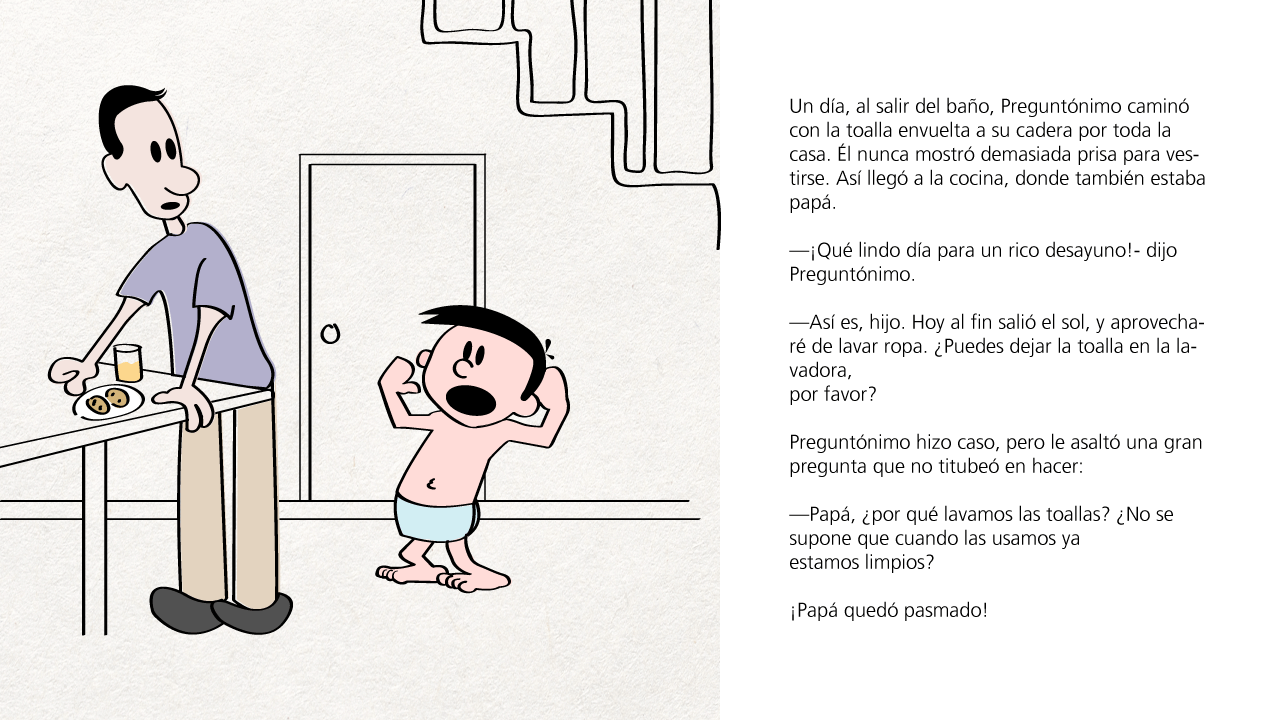 Un día, al salir del baño, Preguntónimo caminó
con la toalla envuelta a su cadera por toda la
casa. Él nunca mostró demasiada prisa para ves-
tirse. Así llegó a la cocina, donde también estaba
papá.
—¡Qué lindo día para un rico desayuno!- dijo
Preguntónimo.
—Así es, hijo. Hoy al fin salió el sol, y aprovecha-
ré de lavar ropa. ¿Puedes dejar la toalla en la la-
vadora,
por favor?
Preguntónimo hizo caso, pero le asaltó una gran
pregunta que no titubeó en hacer:
—Papá, ¿por qué lavamos las toallas? ¿No se
supone que cuando las usamos ya
estamos limpios?
¡Papá quedó pasmado!